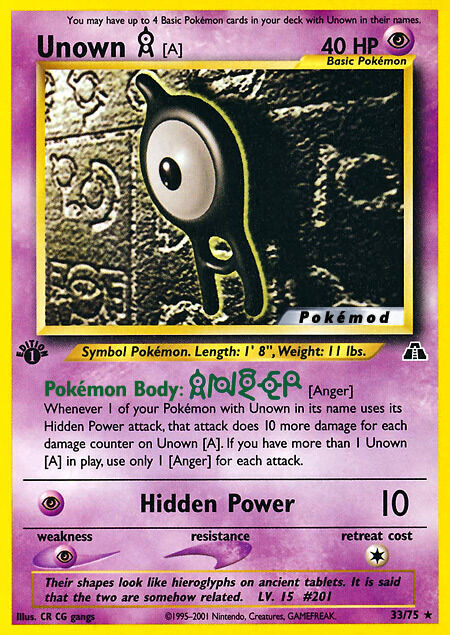 You may have up to 4 Basic Pokémon cards in your deck with Unown in their names.
Unown [A] 40 HP
Basic Pokémon
Pokémod
EDITION
1
Symbol Pokémon. Length: 1' 8", Weight: 11 lbs.
Pokémon Body: [Anger]
Whenever 1 of your Pokémon with Unown in its name uses its
Hidden Power attack, that attack does 10 more damage for each
damage counter on Unown [A]. If you have more than 1 Unown
[A] in play, use only 1 [Anger] for each attack.
Hidden Power 10
weakness resistance retreat cost
Their shapes look like hieroglyphs on ancient tablets. It is said
that the two are somehow related. LV. 15 #201
Illus. CR CG gangs ©1995-2001 Nintendo, Creatures, GAMEFREAK. 33/75 ★